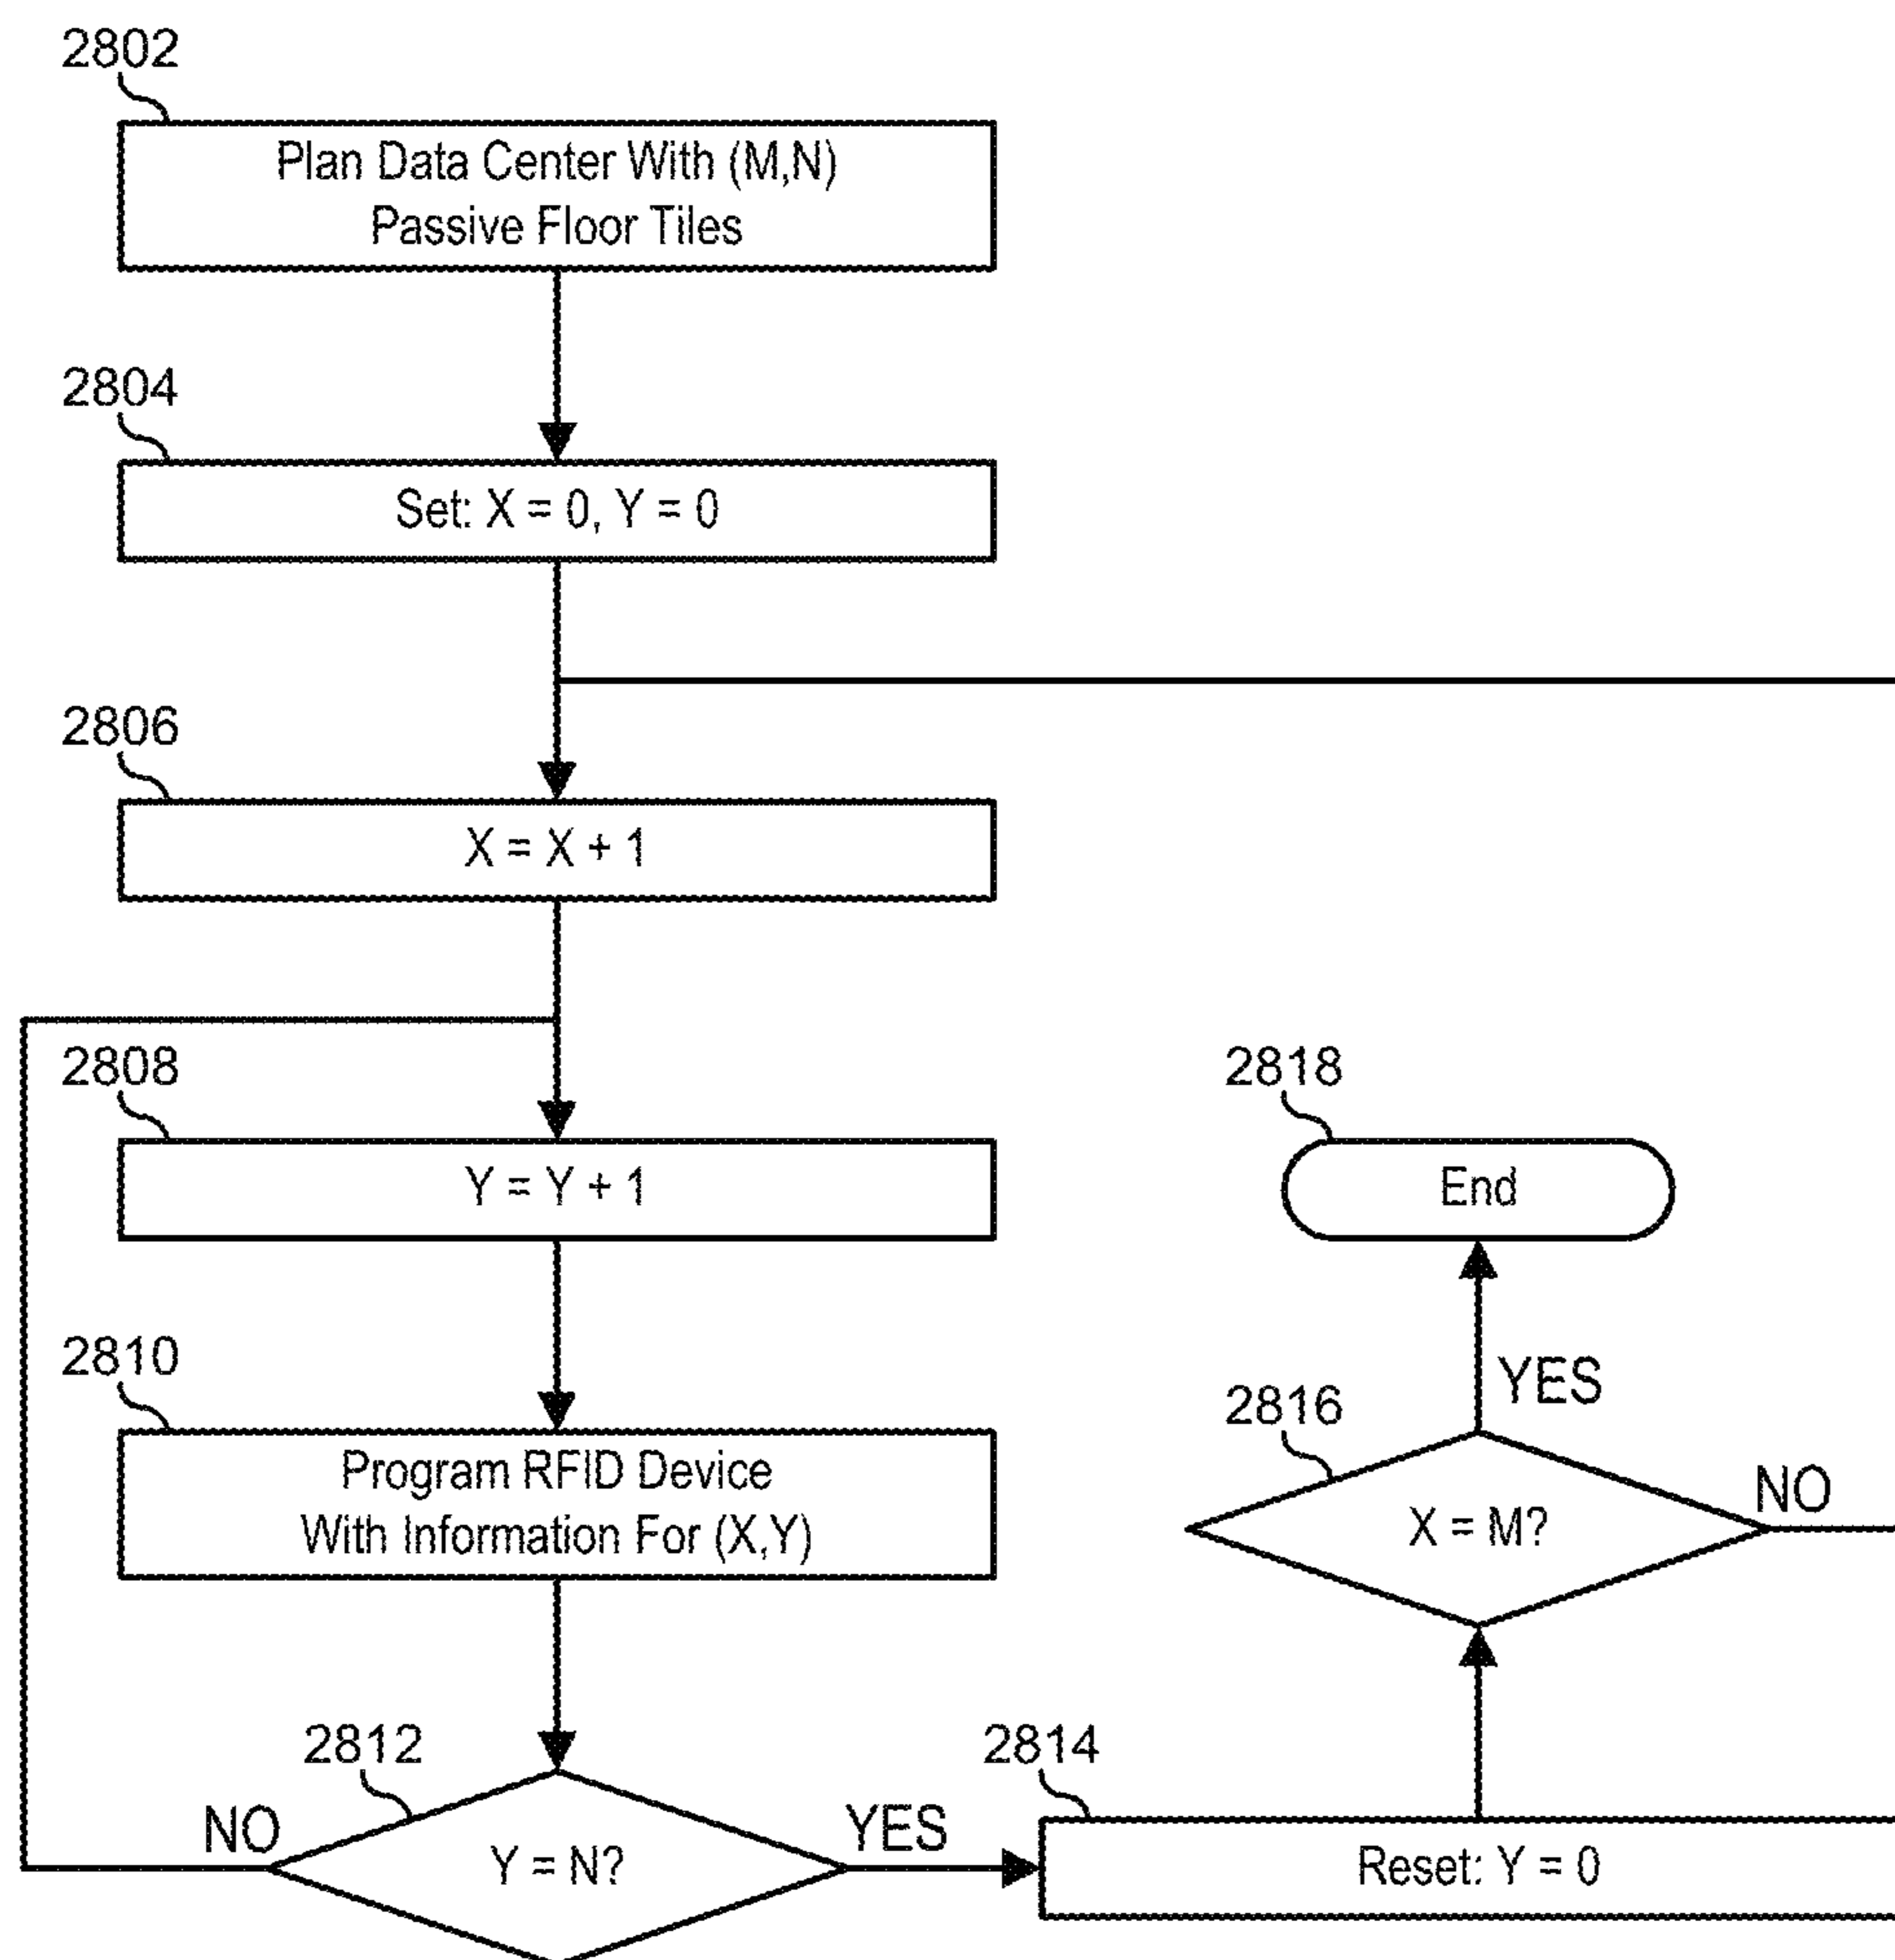 2802
Plan Data Center With (M,N)
Passive Floor Tiles
2804
Set: X = 0, Y = 0
2806
X = X + 1
2808
Y = Y + 1
2810
Program RFID Device
With Information For (X,Y)
2812
NO
Y = N?
YES
2814
Reset: Y = 0
2816
X = M?
NO
YES
2818
End